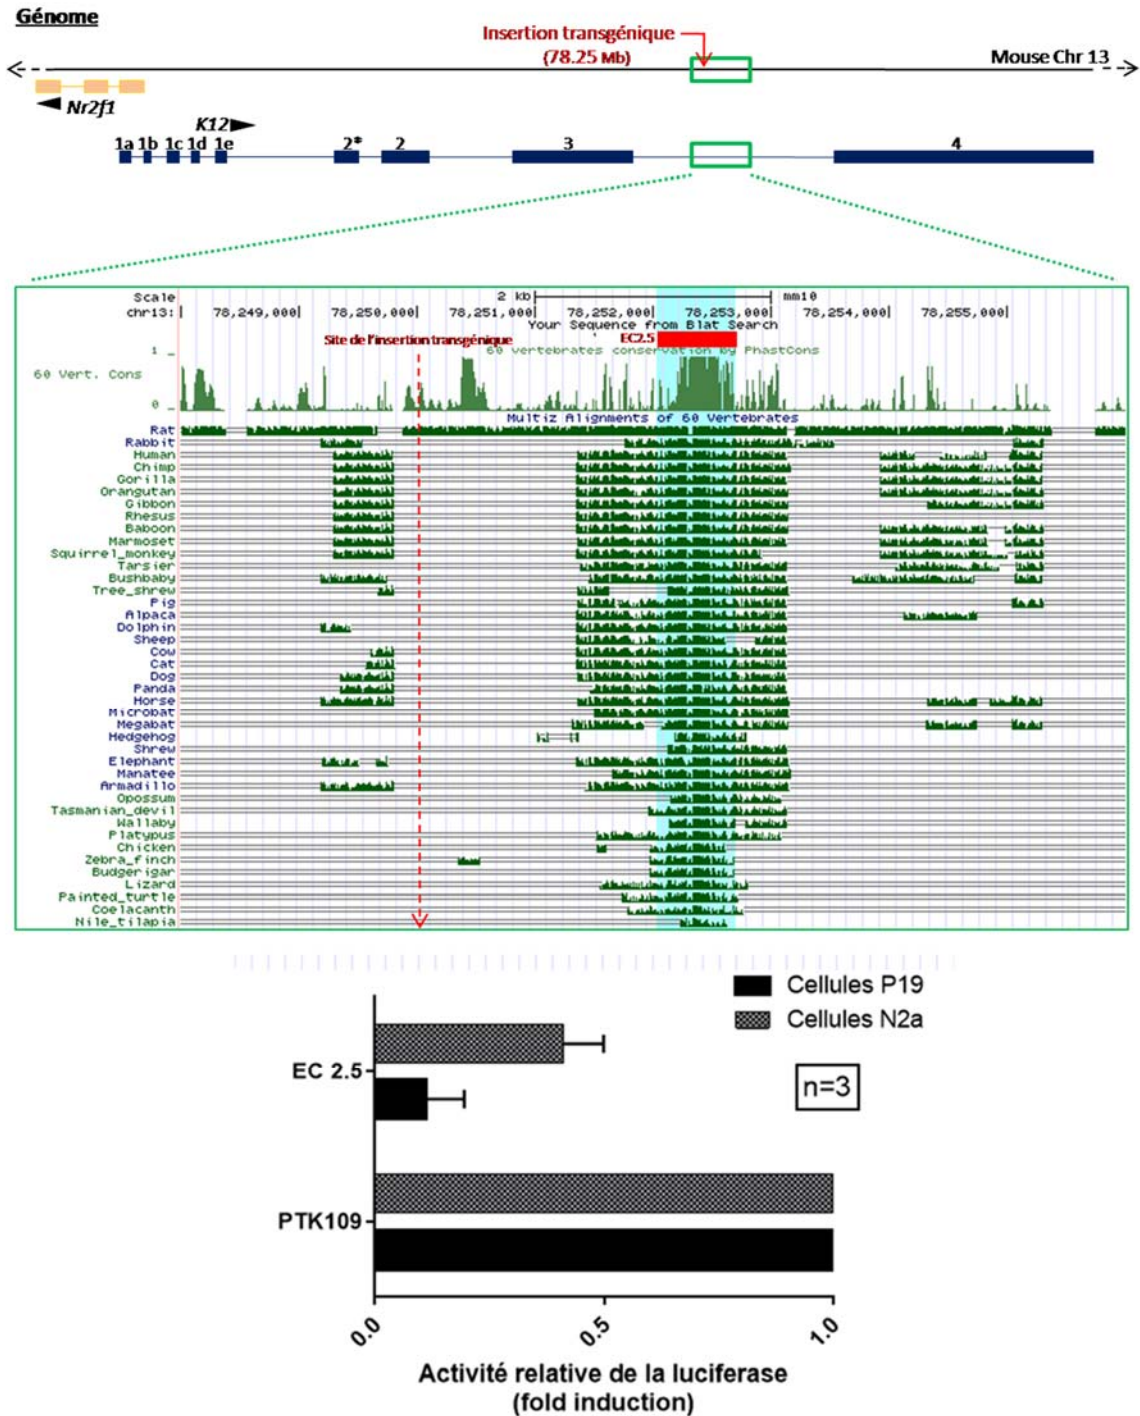 Génome
Insertion transgénique
(78.25 Mb)
Mouse Chr 13
Nr2f1
K12
1a 1b 1c 1d 1e 2* 2 3 4
Scale 2 kb mm10
chr13: 78,249,000 78,250,000 78,251,000 78,252,000 78,253,000 78,254,000 78,255,000
Your Sequence from Blat Search
Site de l'insertion transgénique EC2.5
60 vertebrates conservation by PhastCons
1
60 Vert. Cons
0
Multiz Alignments of 60 Vertebrates
Rat
Rabbit
Human
Chimp
Gorilla
Orangutan
Gibbon
Rhesus
Baboon
Marmoset
Squirrel_monkey
Tarsier
Bushbaby
Tree_shrew
Pig
Alpaca
Dolphin
Sheep
Cow
Cat
Dog
Panda
Horse
Microbat
Megabat
Hedgehog
Shrew
Elephant
Manatee
Armadillo
Opossum
Tasmanian_devil
Wallaby
Platypus
Chicken
Zebra_finch
Budgerigar
Lizard
Painted_turtle
Coelacanth
Nile_tilapia
Cellules P19
Cellules N2a
n=3
EC 2.5
PTK109
0.0 0.5 1.0
Activité relative de la luciferase
(fold induction)